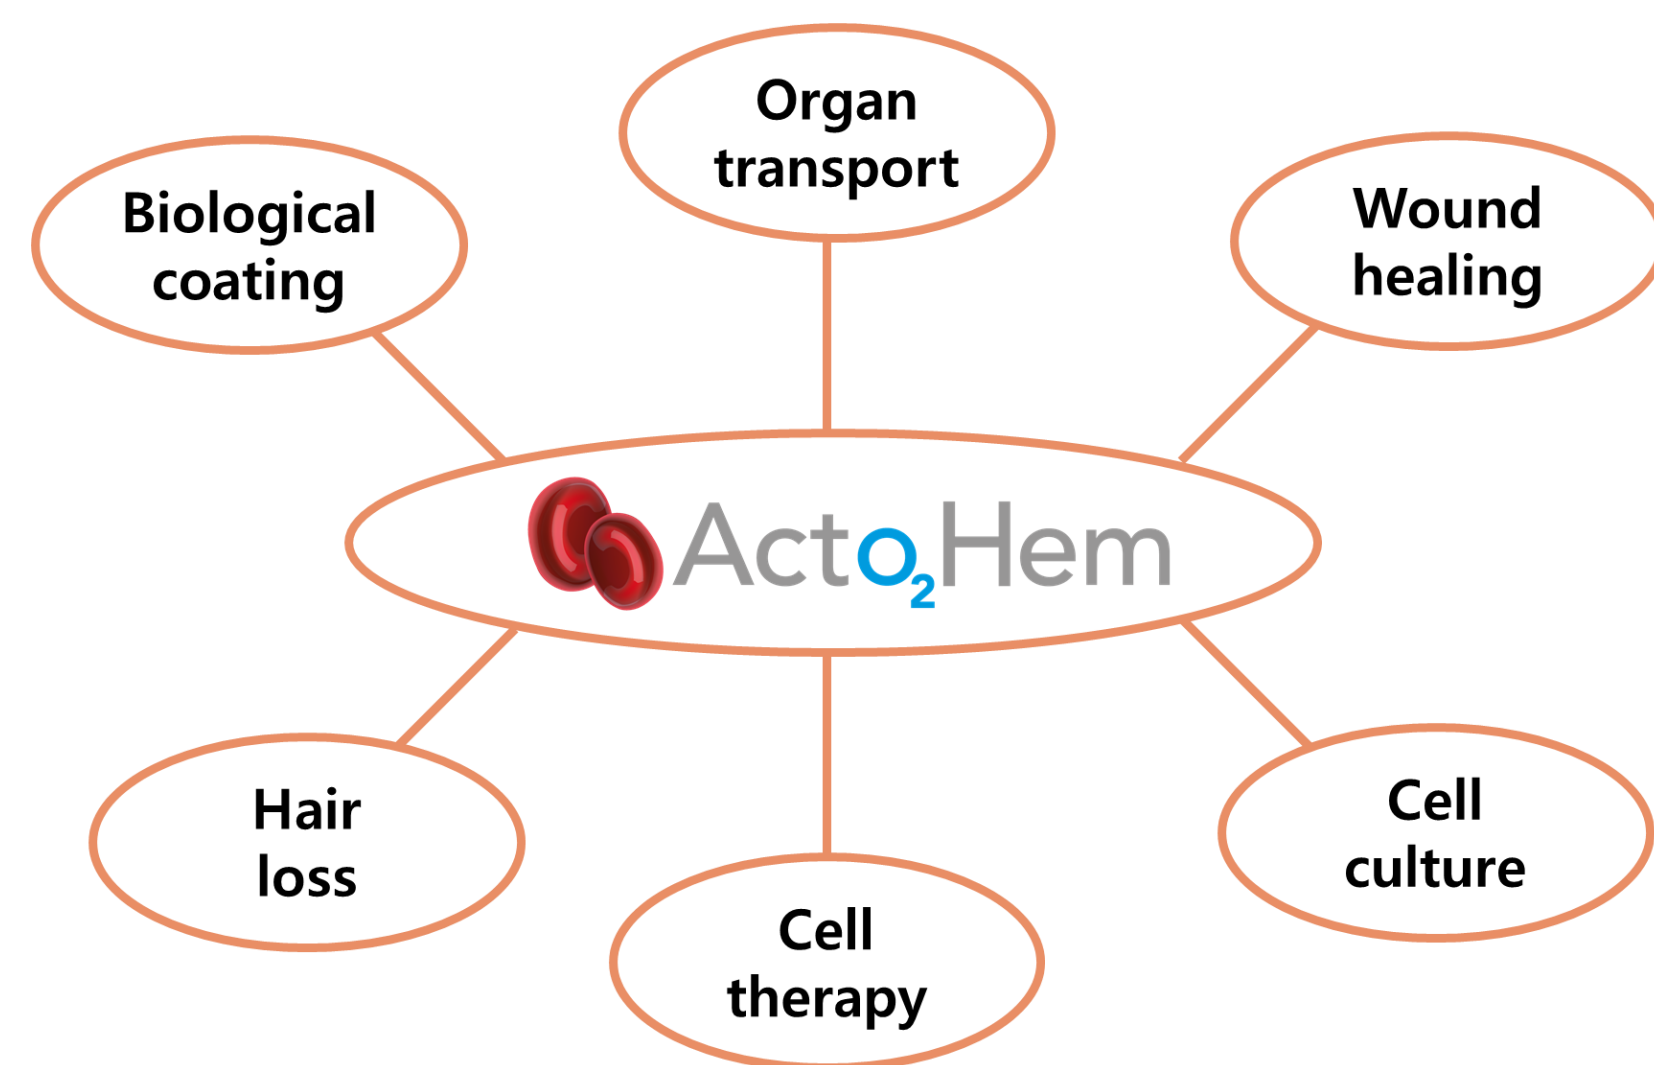 Organ
transport
Biological
coating
Wound
healing
ActO₂Hem
Hair
loss
Cell
therapy
Cell
culture